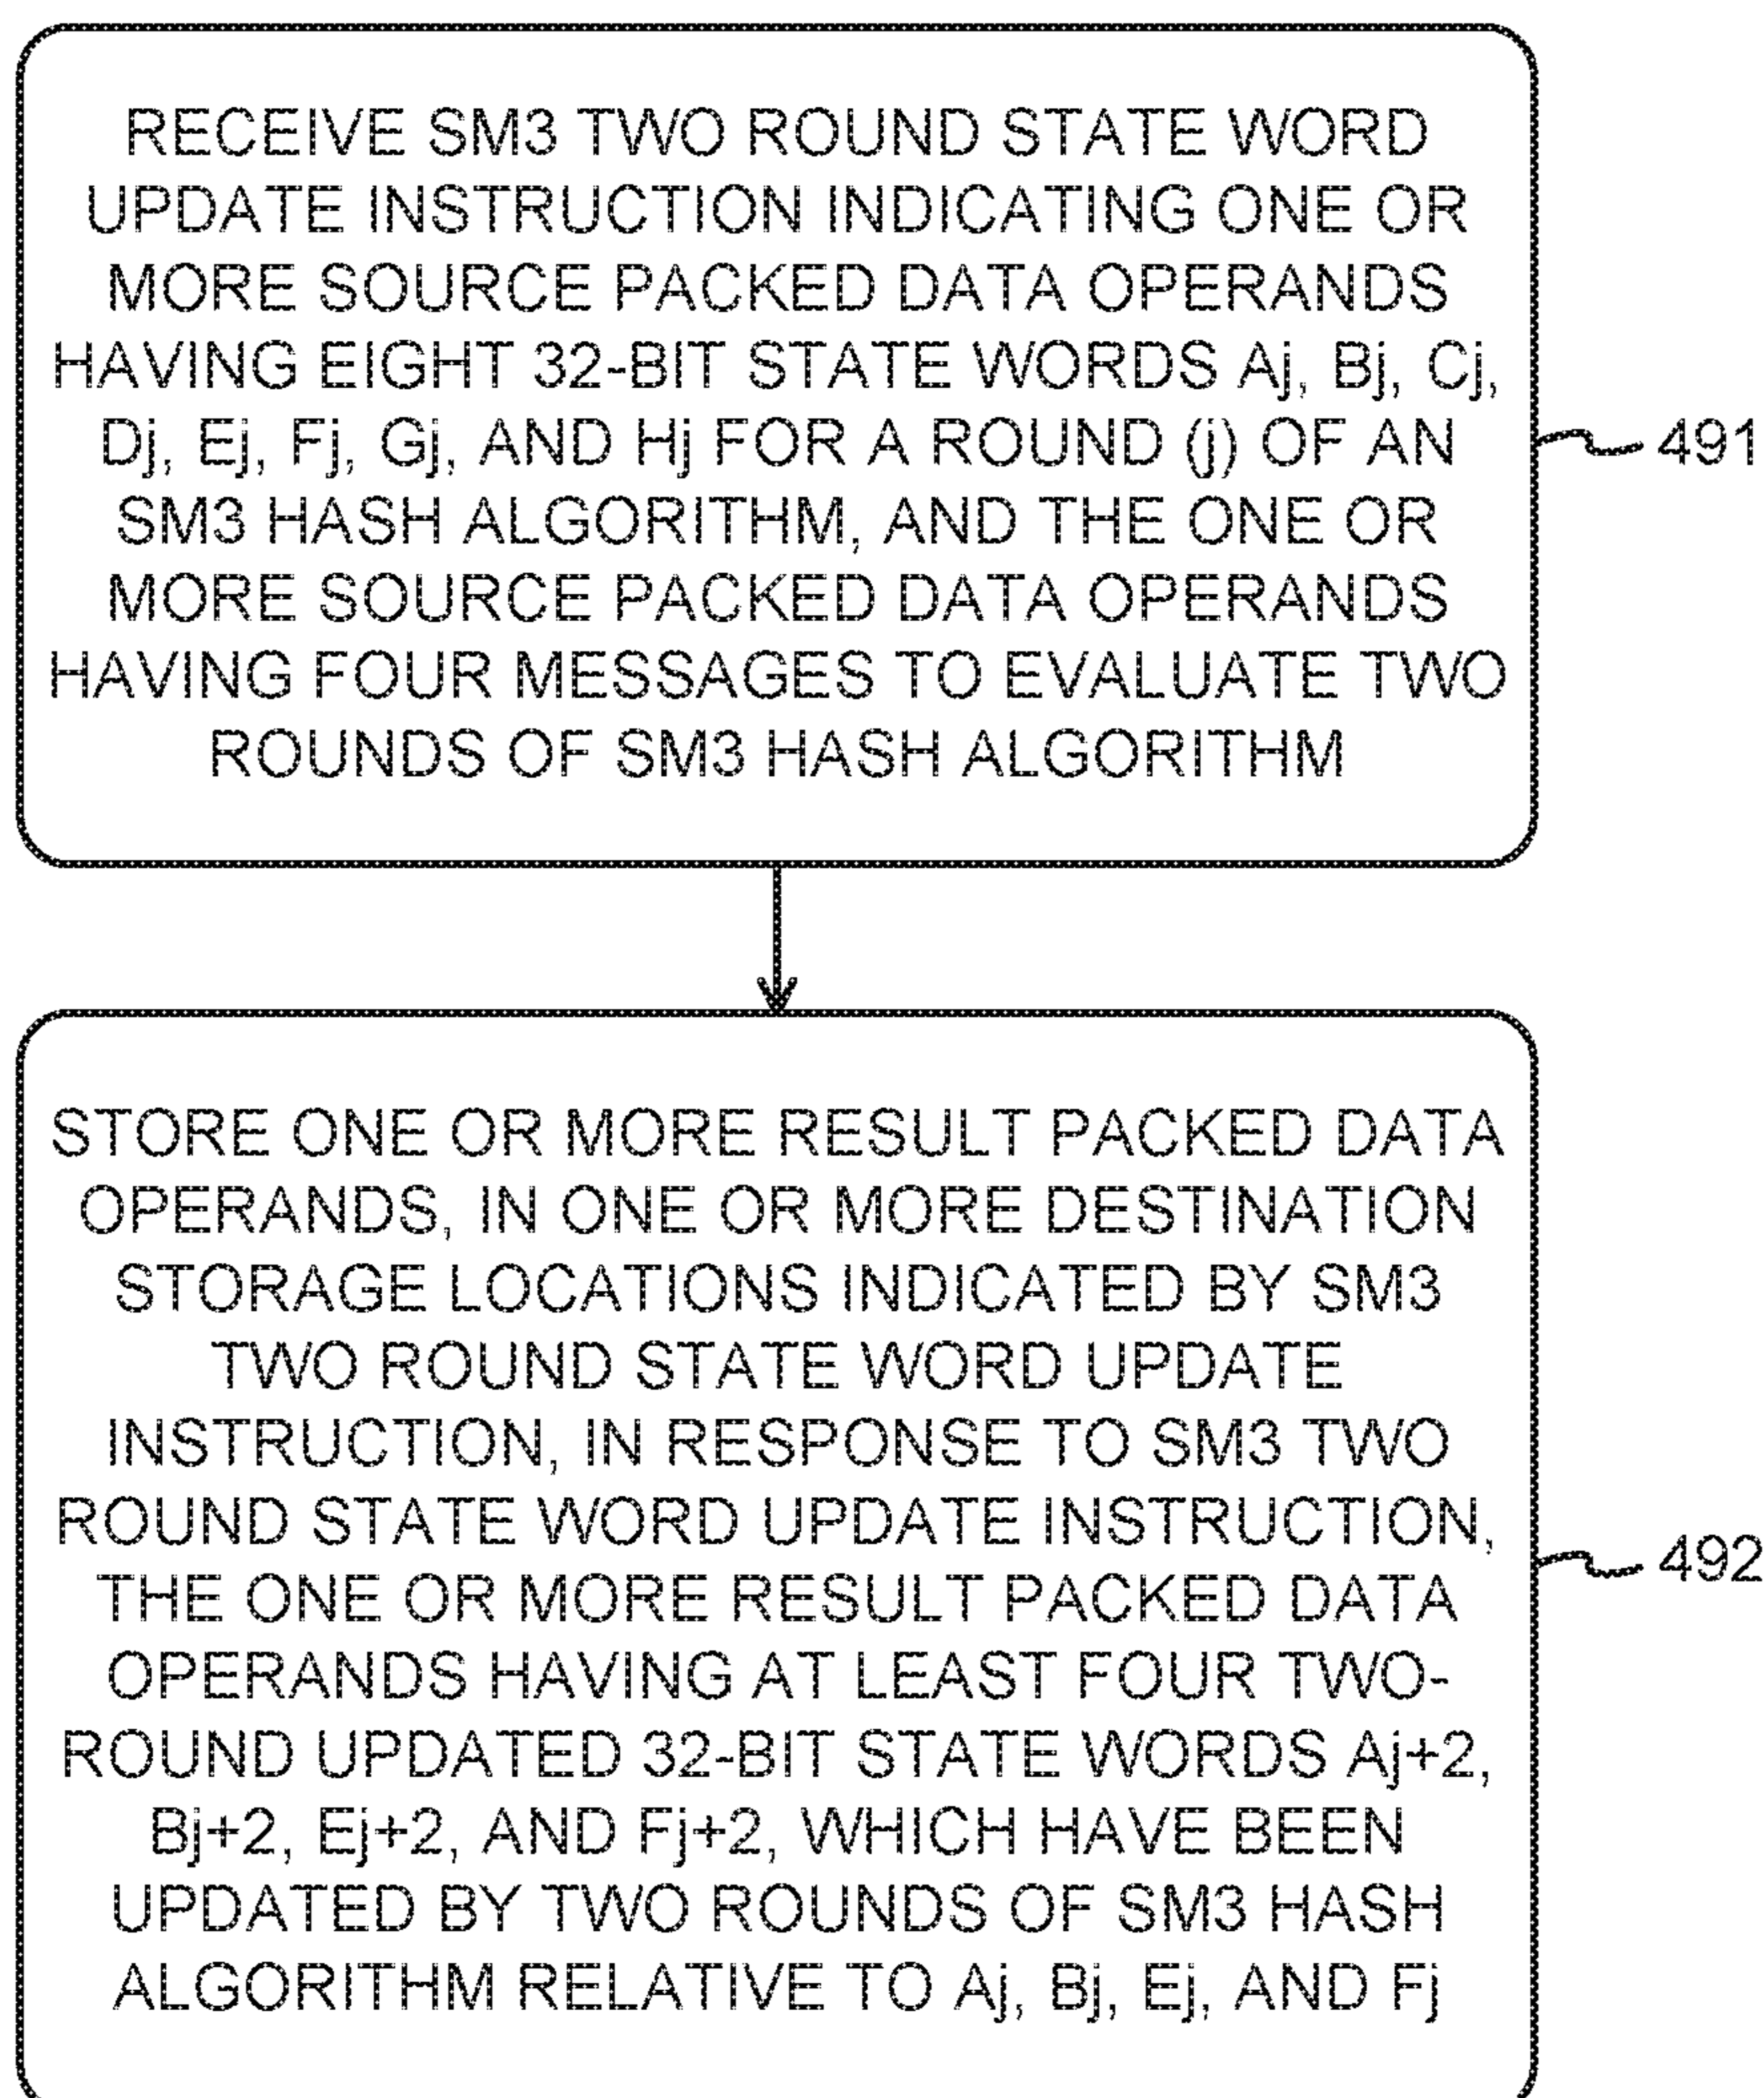 RECEIVE SM3 TWO ROUND STATE WORD
UPDATE INSTRUCTION INDICATING ONE OR
MORE SOURCE PACKED DATA OPERANDS
HAVING EIGHT 32-BIT STATE WORDS Aj, Bj, Cj,
Dj, Ej, Fj, Gj, AND Hj FOR A ROUND (j) OF AN
SM3 HASH ALGORITHM, AND THE ONE OR
MORE SOURCE PACKED DATA OPERANDS
HAVING FOUR MESSAGES TO EVALUATE TWO
ROUNDS OF SM3 HASH ALGORITHM
491
STORE ONE OR MORE RESULT PACKED DATA
OPERANDS, IN ONE OR MORE DESTINATION
STORAGE LOCATIONS INDICATED BY SM3
TWO ROUND STATE WORD UPDATE
INSTRUCTION, IN RESPONSE TO SM3 TWO
ROUND STATE WORD UPDATE INSTRUCTION,
THE ONE OR MORE RESULT PACKED DATA
OPERANDS HAVING AT LEAST FOUR TWO-
ROUND UPDATED 32-BIT STATE WORDS Aj+2,
Bj+2, Ej+2, AND Fj+2, WHICH HAVE BEEN
UPDATED BY TWO ROUNDS OF SM3 HASH
ALGORITHM RELATIVE TO Aj, Bj, Ej, AND Fj
492